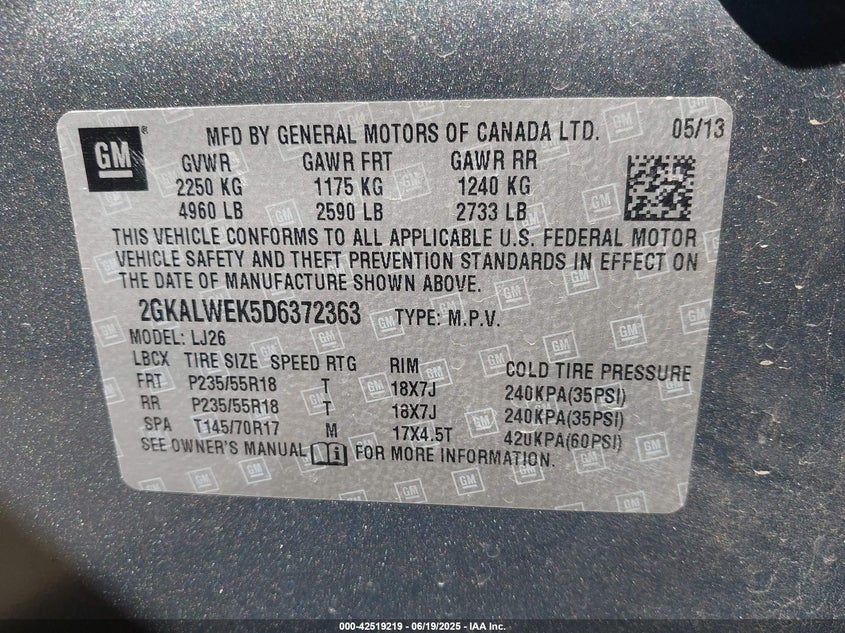 GM
MFD BY GENERAL MOTORS OF CANADA LTD. 05/13
GVWR GAWR FRT GAWR RR
2250 KG 1175 KG 1240 KG
4960 LB 2590 LB 2733 LB
THIS VEHICLE CONFORMS TO ALL APPLICABLE U.S. FEDERAL MOTOR
VEHICLE SAFETY AND THEFT PREVENTION STANDARDS IN EFFECT ON
THE DATE OF MANUFACTURE SHOWN ABOVE.
2GKALWEK5D6372363 TYPE: M.P.V.
MODEL: LJ26
LBCX TIRE SIZE SPEED RTG RIM COLD TIRE PRESSURE
FRT P235/55R18 T 18X7J 240KPA(35PSI)
RR P235/55R18 T 18X7J 240KPA(35PSI)
SPA T145/70R17 M 17X4.5T 420KPA(60PSI)
SEE OWNER'S MANUAL FOR MORE INFORMATION.
000-42519219 - 06/19/2025 - IAA Inc.